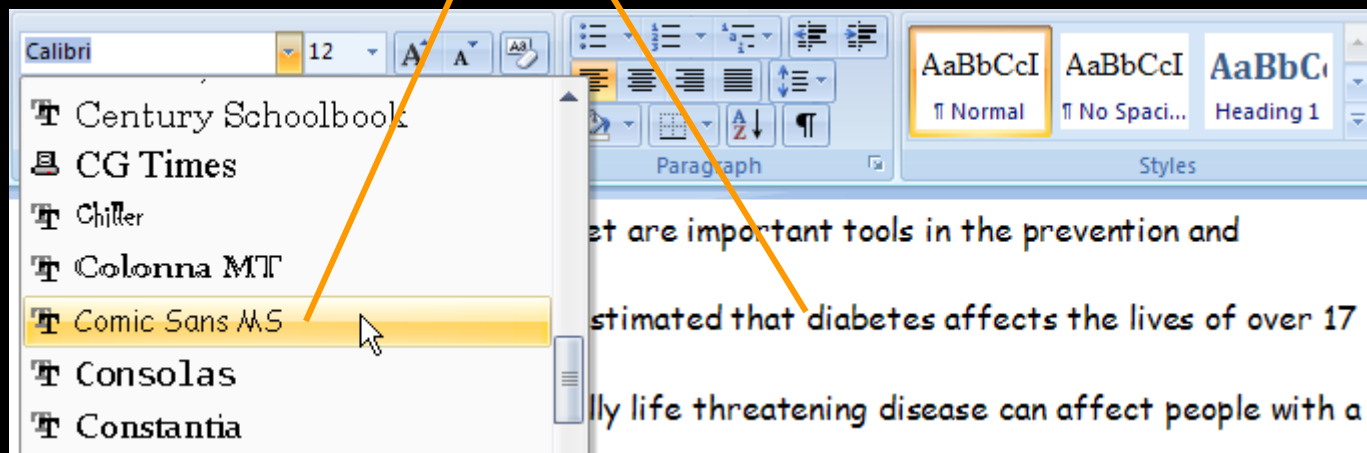 Calibri 12 A A Aa
AaBbCcI AaBbCcI AaBbC
¶ Normal ¶ No Spaci... Heading 1
Paragraph Styles
Century Schoolbook
CG Times
Chiller
Colonna MT
Comic Sans MS
Consolas
Constantia
et are important tools in the prevention and
stimated that diabetes affects the lives of over 17
lly life threatening disease can affect people with a